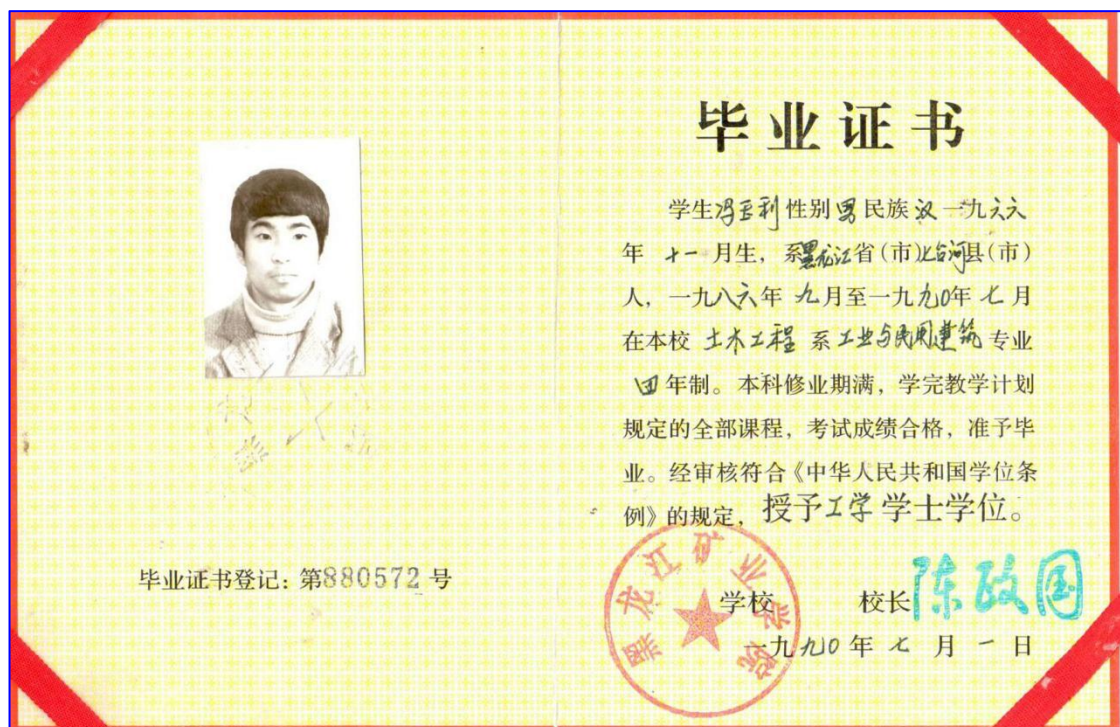 毕业证书登记：第880572号
毕业证书
学生冯玉利性别男民族汉一九六六
年十一月生，系黑龙江省（市）七台河县（市）
人，一九八六年九月至一九九〇年七月
在本校土木工程系工业与民用建筑专业
四年制。本科修业期满，学完教学计划
规定的全部课程，考试成绩合格，准予毕
业。经审核符合《中华人民共和国学位条
例》的规定，授予工学学士学位。
黑龙江矿业学院
学校 校长陈政国
一九九〇年七月一日